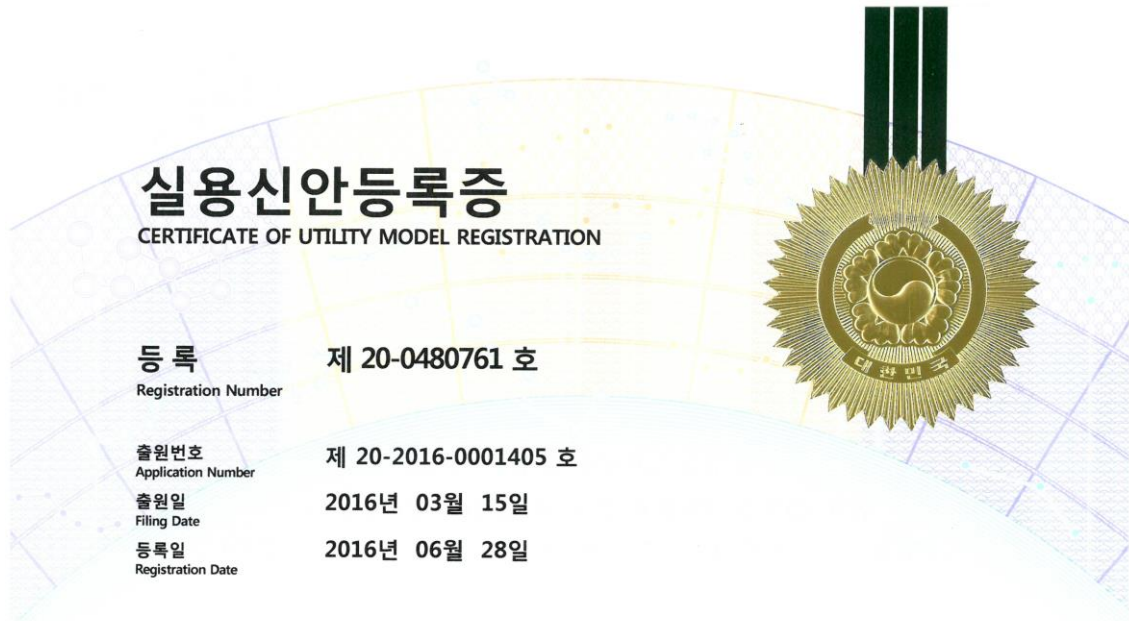 실용신안등록증
CERTIFICATE OF UTILITY MODEL REGISTRATION
등 록 제 20-0480761 호
Registration Number
출원번호 제 20-2016-0001405 호
Application Number
출원일 2016년 03월 15일
Filing Date
등록일 2016년 06월 28일
Registration Date
대한민국